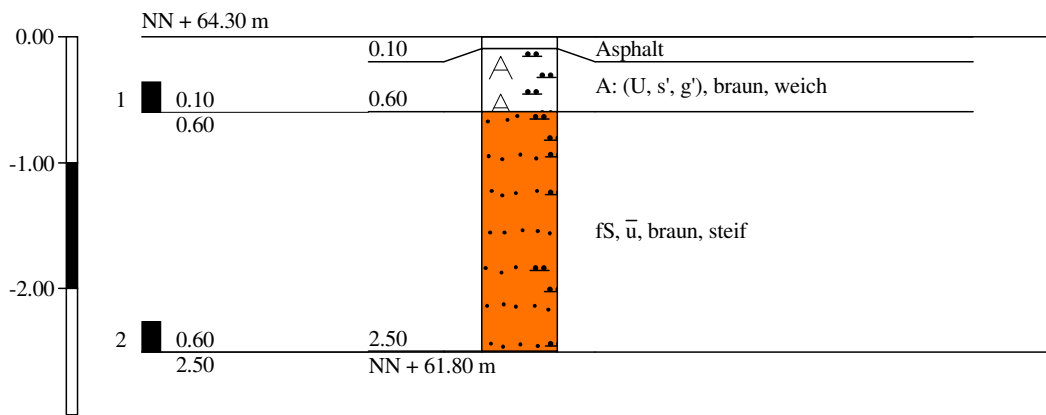 NN + 64.30 m
0.00
0.10
Asphalt
A
A: (U, s', g'), braun, weich
1
0.10
0.60
A
0.60
-1.00
fS, u̅, braun, steif
-2.00
2
0.60
2.50
2.50
NN + 61.80 m